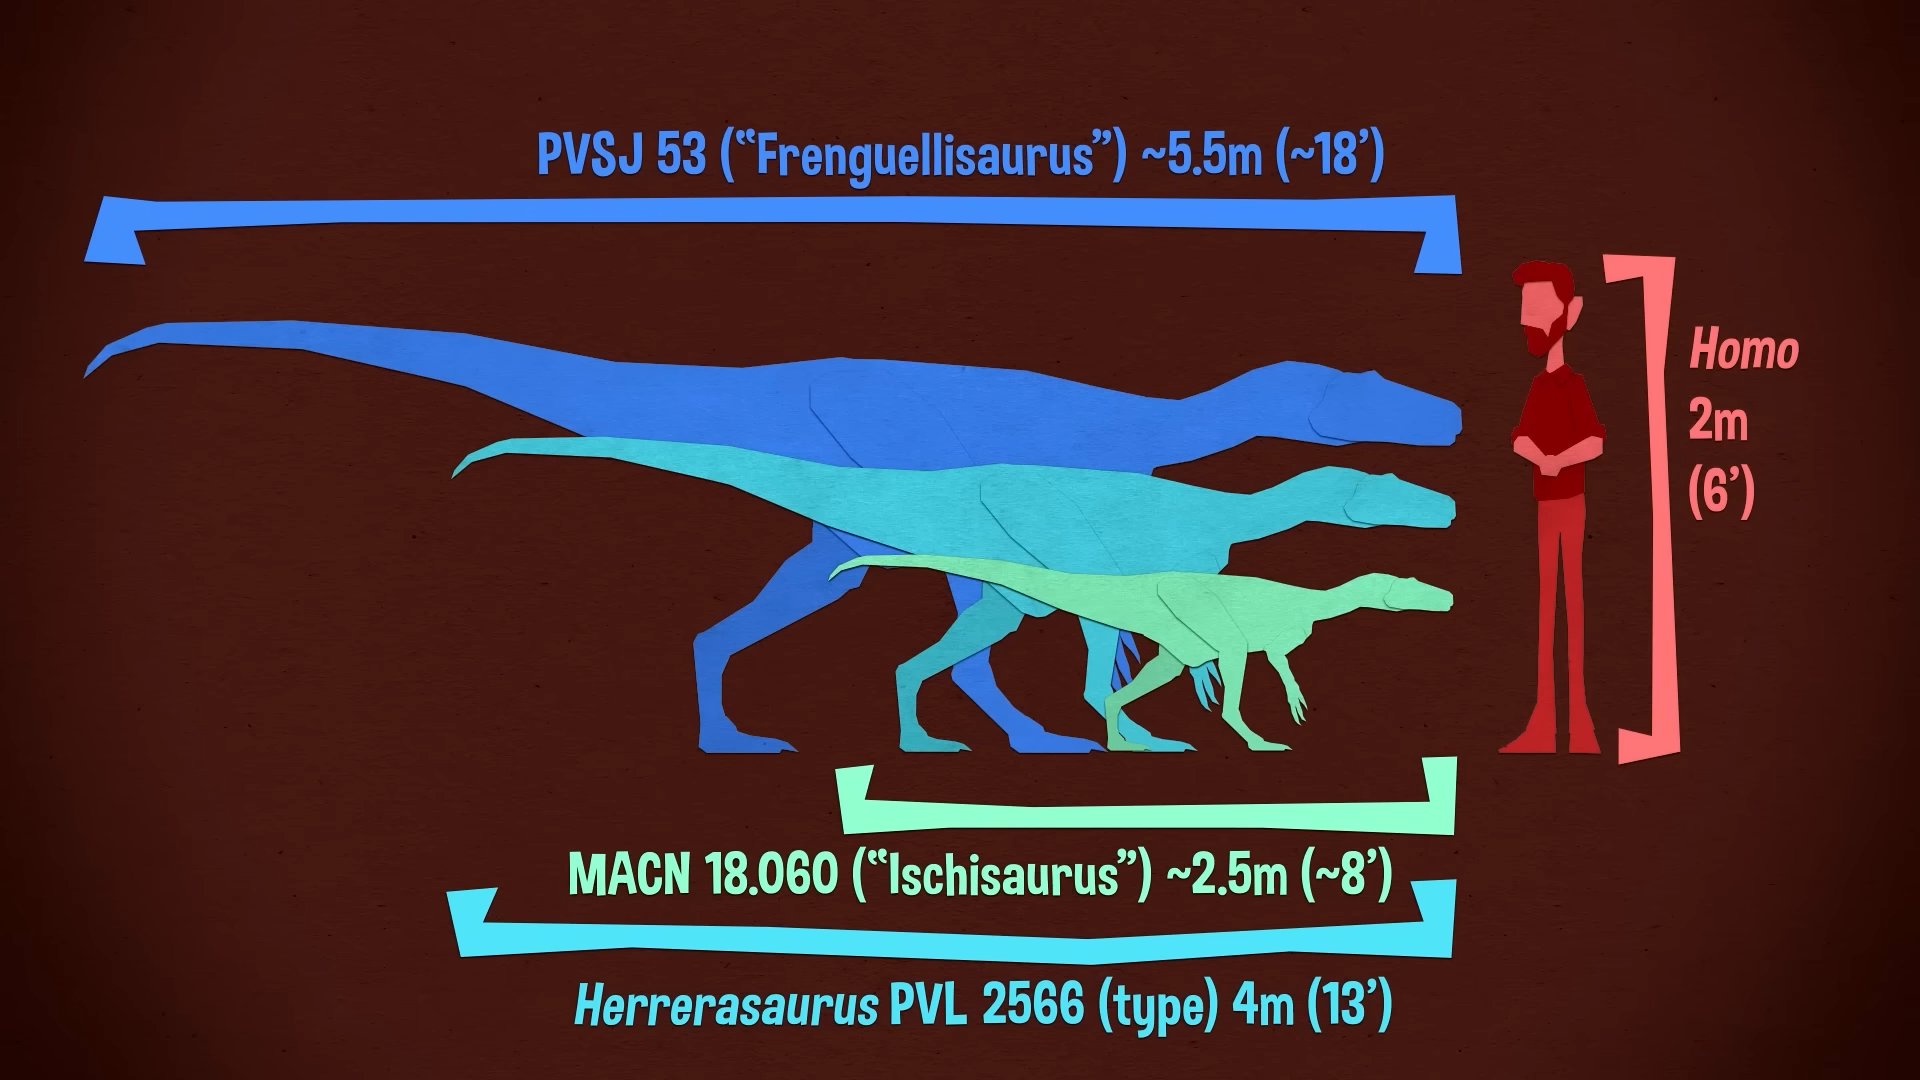 PVSJ 53 (“Frenguellisaurus”) ~5.5m (~18’)
Homo
2m
(6’)
MACN 18.060 (“Ischisaurus”) ~2.5m (~8’)
Herrerasaurus PVL 2566 (type) 4m (13’)